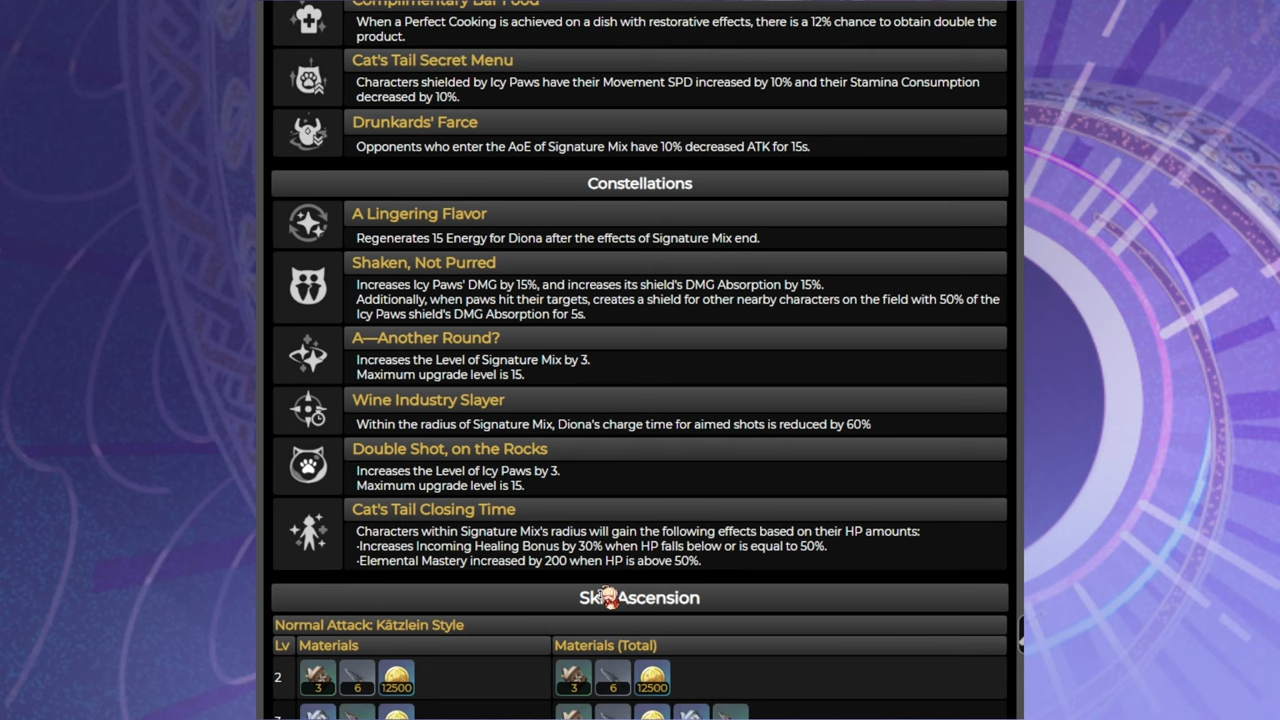 Complimentary Bar Food
When a Perfect Cooking is achieved on a dish with restorative effects, there is a 12% chance to obtain double the
product.
Cat's Tail Secret Menu
Characters shielded by Icy Paws have their Movement SPD increased by 10% and their Stamina Consumption
decreased by 10%.
Drunkards' Farce
Opponents who enter the AoE of Signature Mix have 10% decreased ATK for 15s.
Constellations
A Lingering Flavor
Regenerates 15 Energy for Diona after the effects of Signature Mix end.
Shaken, Not Purred
Increases Icy Paws' DMG by 15%, and increases its shield's DMG Absorption by 15%.
Additionally, when paws hit their targets, creates a shield for other nearby characters on the field with 50% of the
Icy Paws shield's DMG Absorption for 5s.
A—Another Round?
Increases the Level of Signature Mix by 3.
Maximum upgrade level is 15.
Wine Industry Slayer
Within the radius of Signature Mix, Diona's charge time for aimed shots is reduced by 60%
Double Shot, on the Rocks
Increases the Level of Icy Paws by 3.
Maximum upgrade level is 15.
Cat's Tail Closing Time
Characters within Signature Mix's radius will gain the following effects based on their HP amounts:
·Increases Incoming Healing Bonus by 30% when HP falls below or is equal to 50%.
·Elemental Mastery increased by 200 when HP is above 50%.
Ascension
Normal Attack: Kätzlein Style
Lv Materials Materials (Total)
2 3 6 12500 3 6 12500